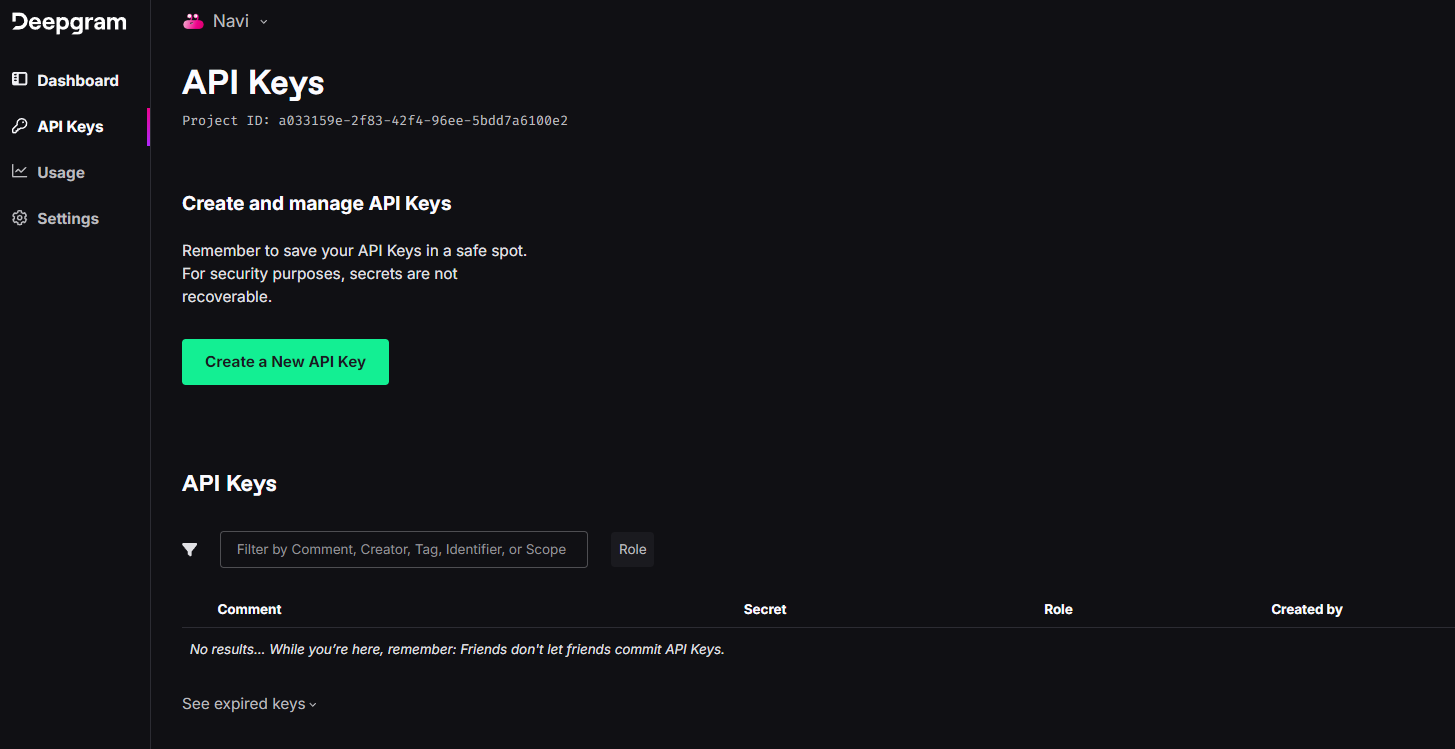 Deepgram
Navi
Dashboard
API Keys
Usage
Settings
API Keys
Project ID: a033159e-2f83-42f4-96ee-5bdd7a6100e2
Create and manage API Keys
Remember to save your API Keys in a safe spot.
For security purposes, secrets are not
recoverable.
Create a New API Key
API Keys
Filter by Comment, Creator, Tag, Identifier, or Scope
Role
Comment Secret Role Created by
No results... While you’re here, remember: Friends don't let friends commit API Keys.
See expired keys